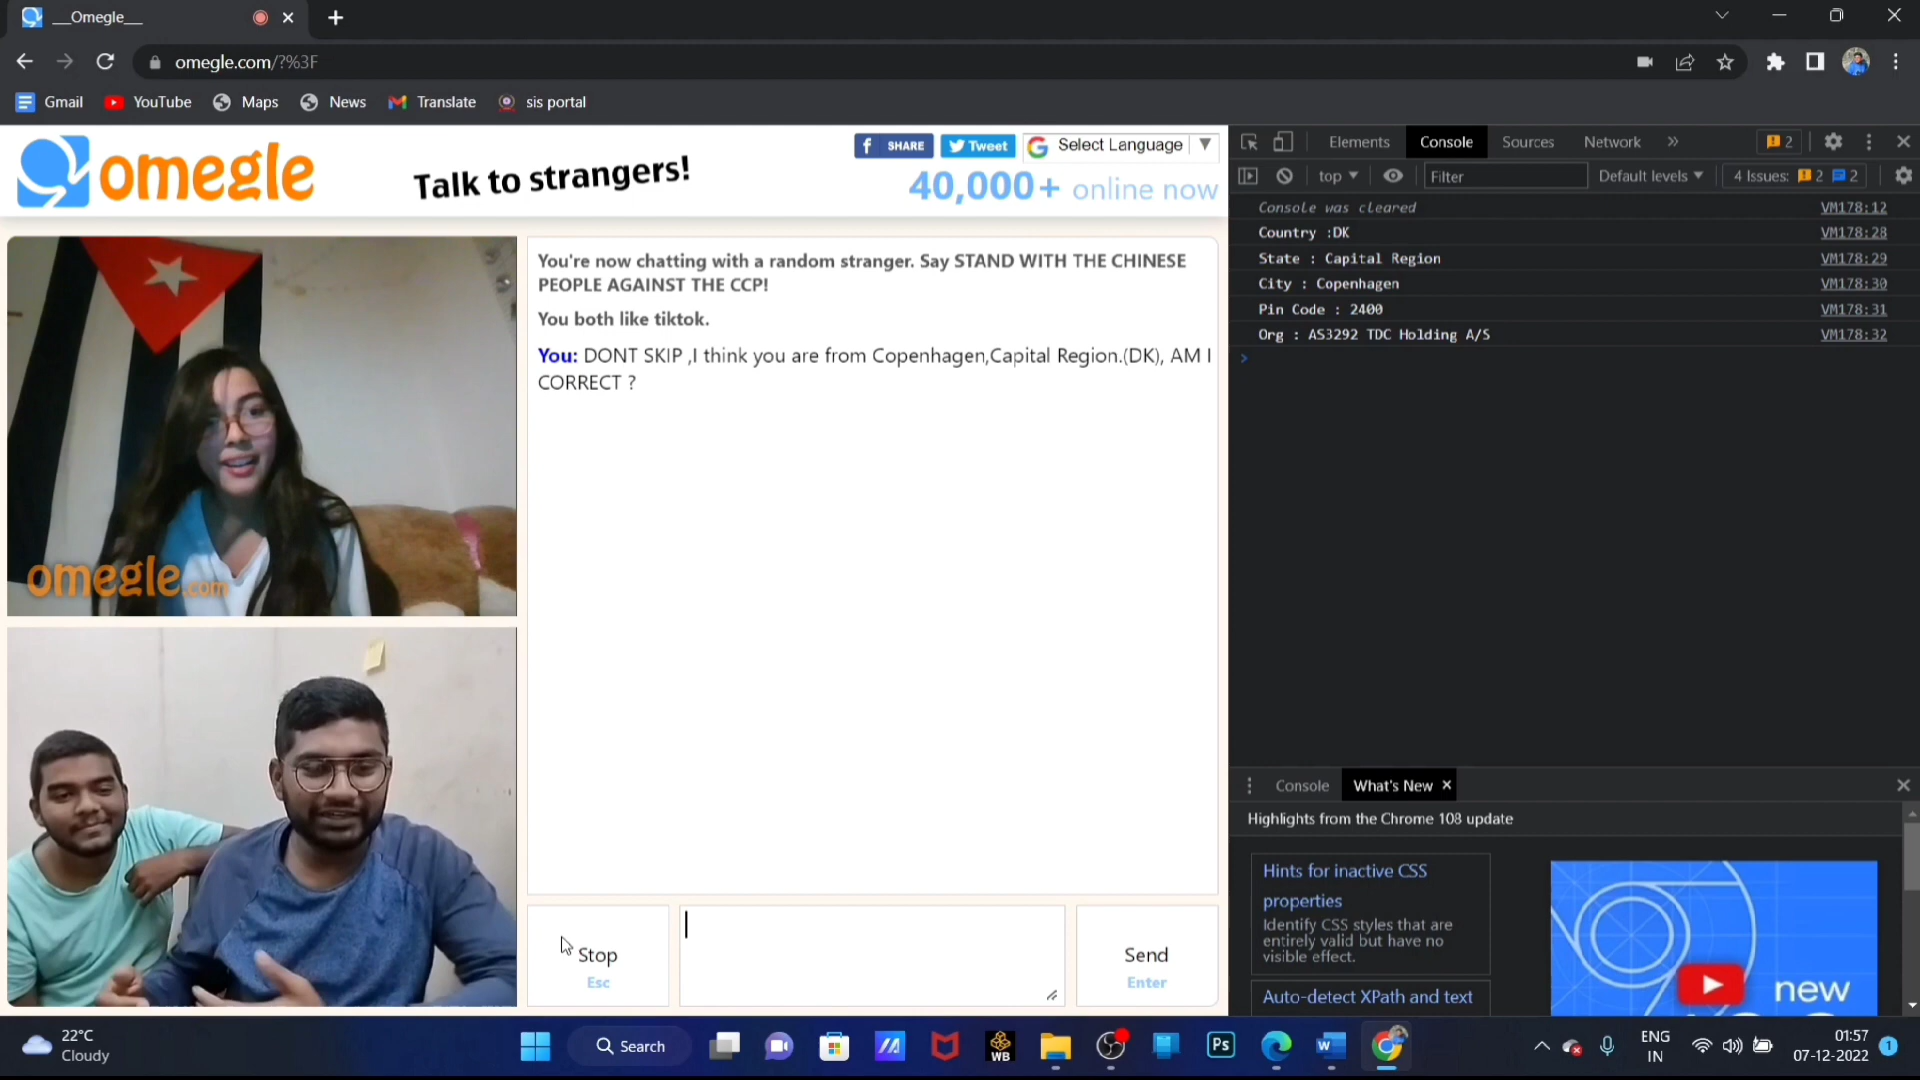 __Omegle__
omegle.com/?%3F
Gmail YouTube Maps News Translate sis portal
omegle
Talk to strangers!
SHARE Tweet Select Language ▼
40,000+ online now
You're now chatting with a random stranger. Say STAND WITH THE CHINESE
PEOPLE AGAINST THE CCP!
You both like tiktok.
You: DONT SKIP ,I think you are from Copenhagen,Capital Region.(DK), AM I
CORRECT ?
omegle.com
Stop
Esc
Send
Enter
Elements Console Sources Network » 2
top ▼ Filter Default levels ▼ 4 Issues: 2 2
Console was cleared VM178:12
Country :DK VM178:28
State : Capital Region VM178:29
City : Copenhagen VM178:30
Pin Code : 2400 VM178:31
Org : AS3292 TDC Holding A/S VM178:32
>
Console What's New ×
Highlights from the Chrome 108 update
Hints for inactive CSS
properties
Identify CSS styles that are
entirely valid but have no
visible effect.
Auto-detect XPath and text
new
22°C
Cloudy
Search
WB
Ps
W
ENG
IN
01:57
07-12-2022
1